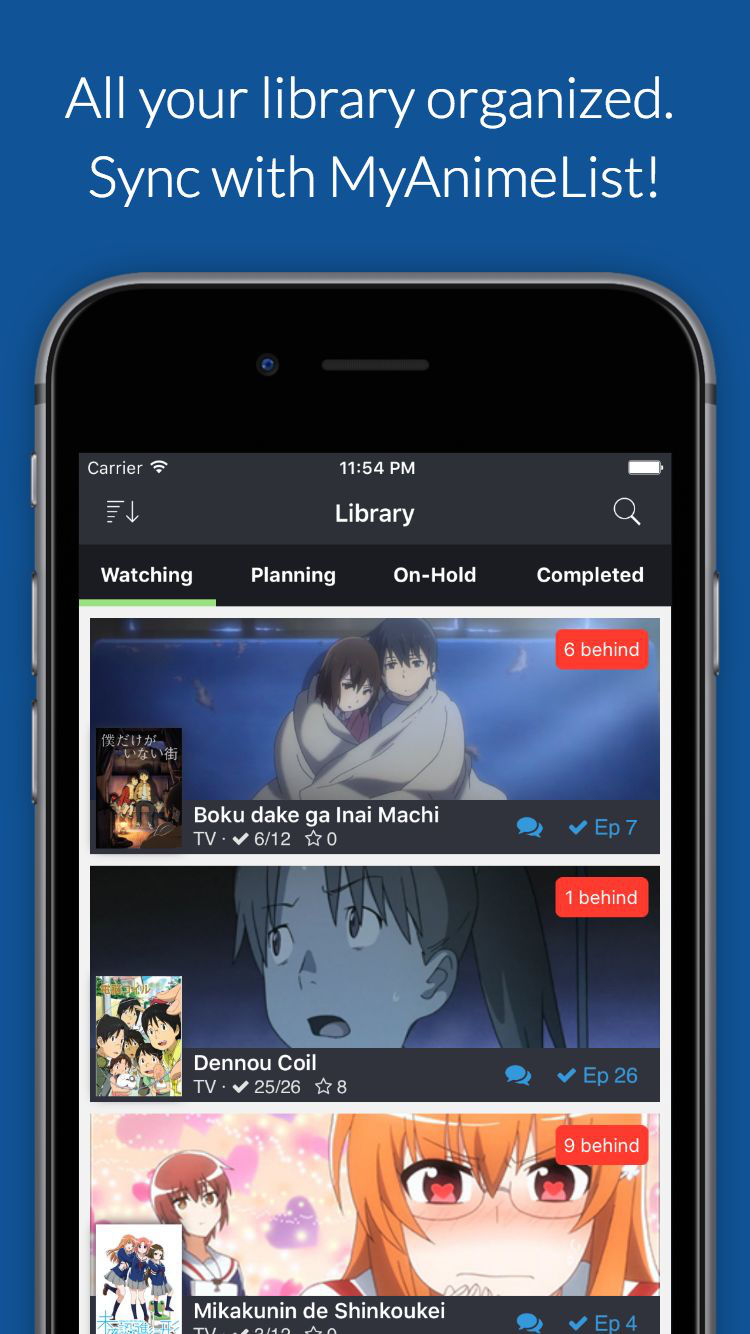 All your library organized.
Sync with MyAnimeList!
Carrier 11:54 PM
Library
Watching Planning On-Hold Completed
6 behind
僕だけが
いない街
Boku dake ga Inai Machi
TV · 6/12 0
Ep 7
1 behind
電脳コイル
Dennou Coil
TV · 25/26 8
Ep 26
9 behind
Mikakunin de Shinkoukei
TV · 3/12 0
Ep 4